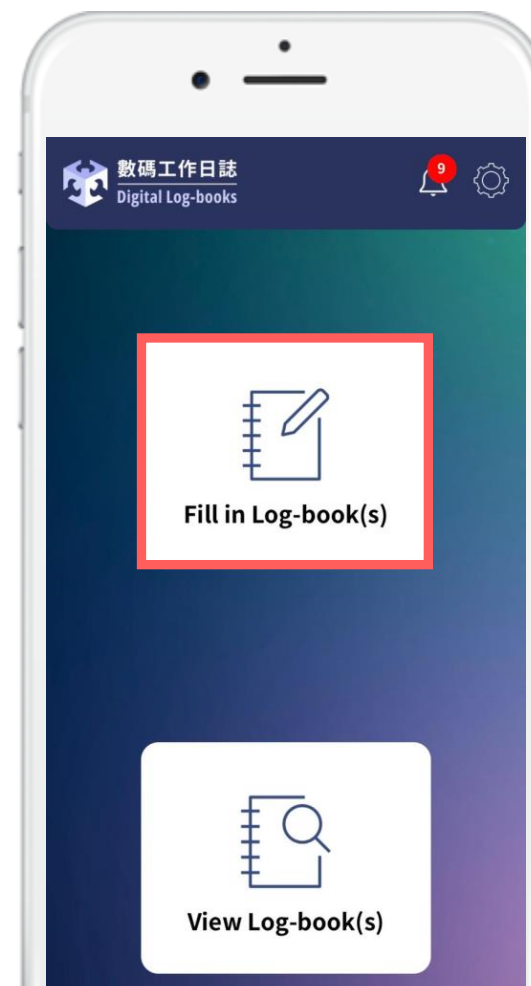 數碼工作日誌
Digital Log-books
9
Fill in Log-book(s)
View Log-book(s)